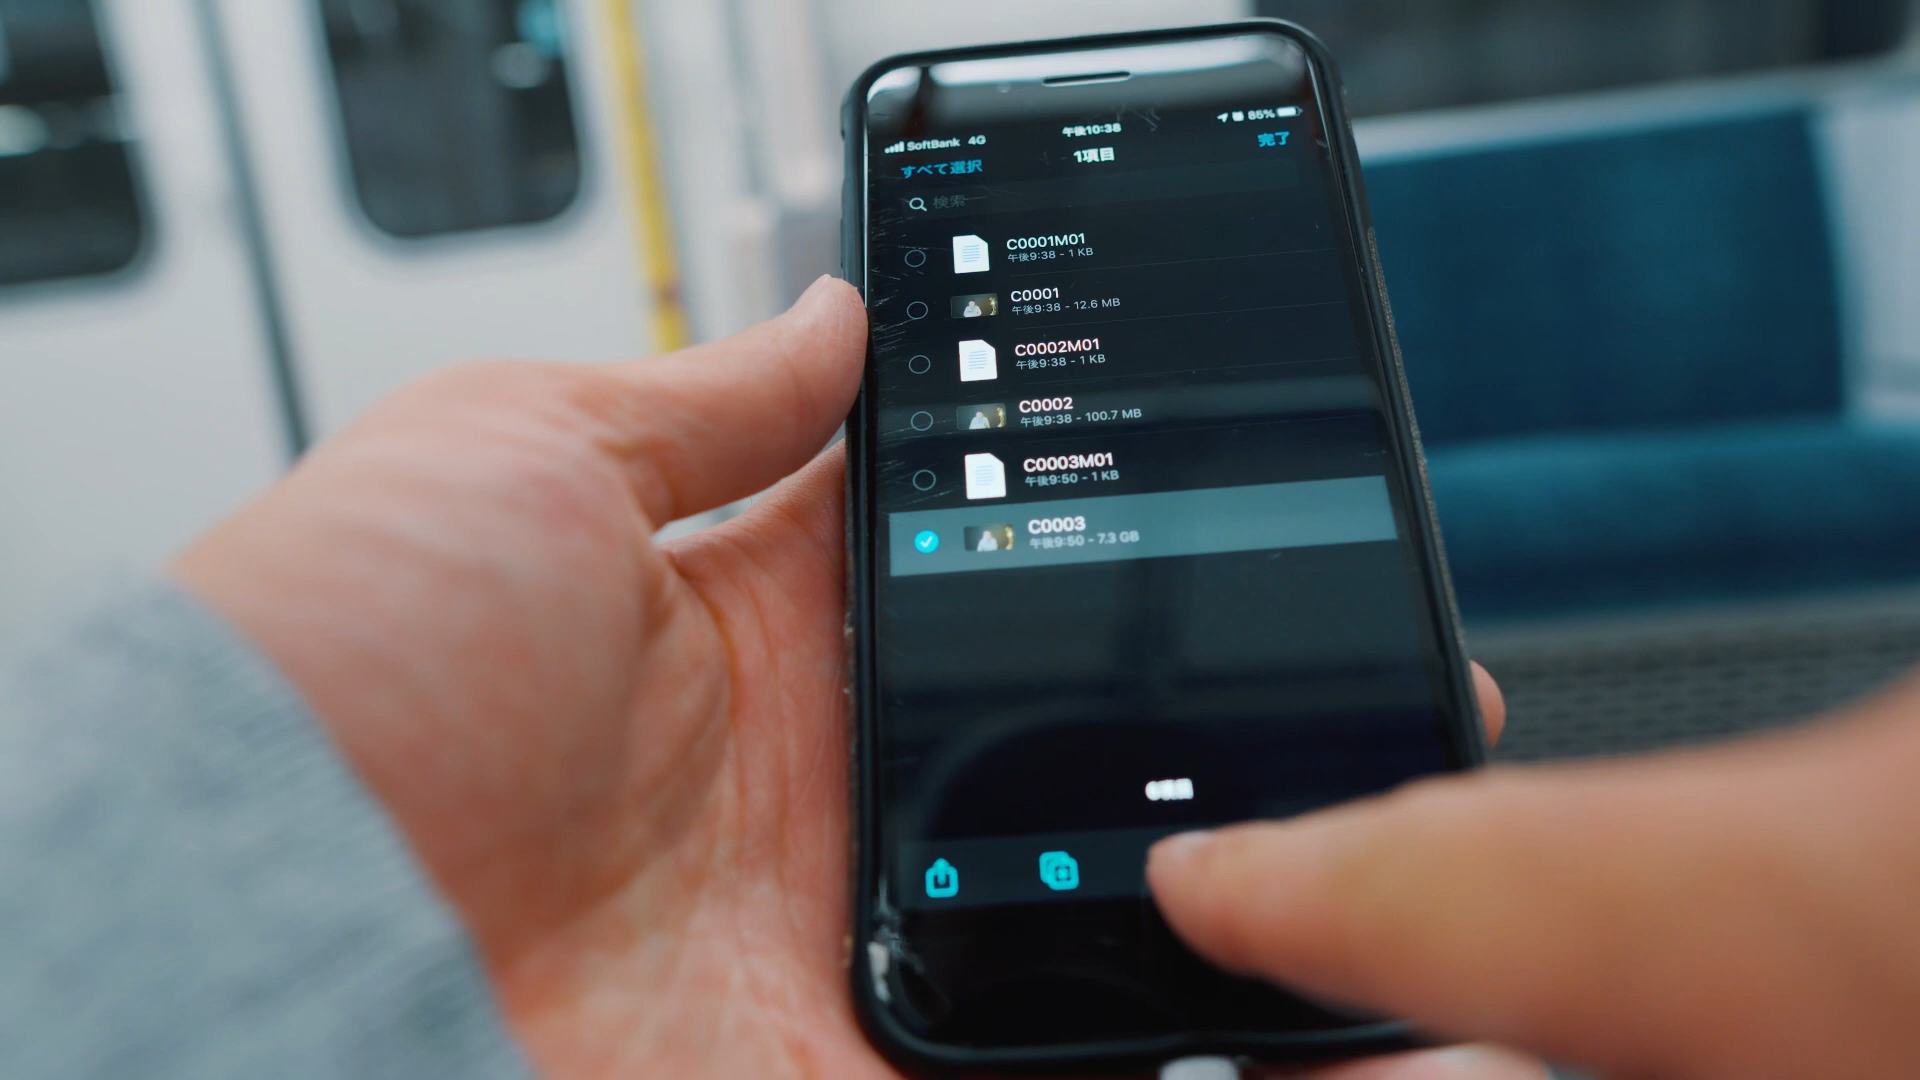 SoftBank 4G 午後10:38 85%
すべて選択 1項目 完了
検索
C0001M01
午後9:38 - 1 KB
C0001
午後9:38 - 12.6 MB
C0002M01
午後9:38 - 1 KB
C0002
午後9:38 - 100.7 MB
C0003M01
午後9:50 - 1 KB
C0003
午後9:50 - 7.3 GB